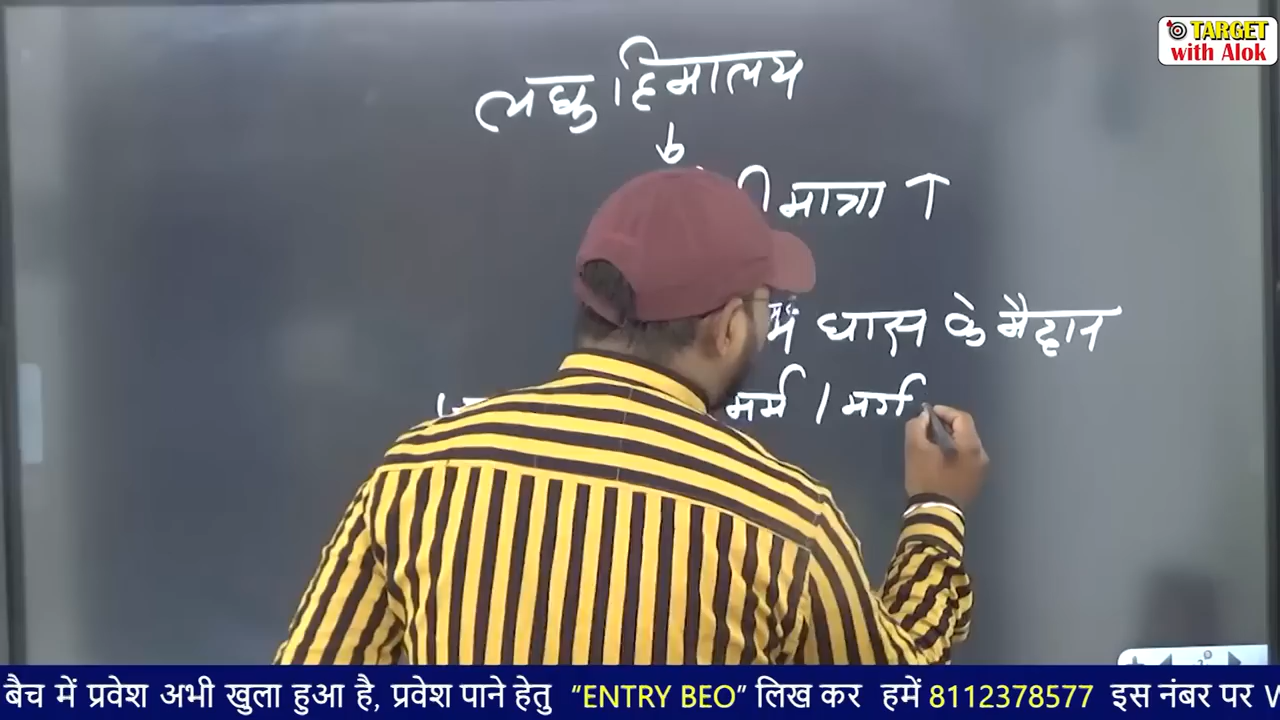 TARGET
with Alok
लघु हिमालय
मात्रा ↑
में घास के मैदान
मर्ग / मर्ग
बैच में प्रवेश अभी खुला हुआ है, प्रवेश पाने हेतु "ENTRY BEO" लिख कर हमें 8112378577 इस नंबर पर W